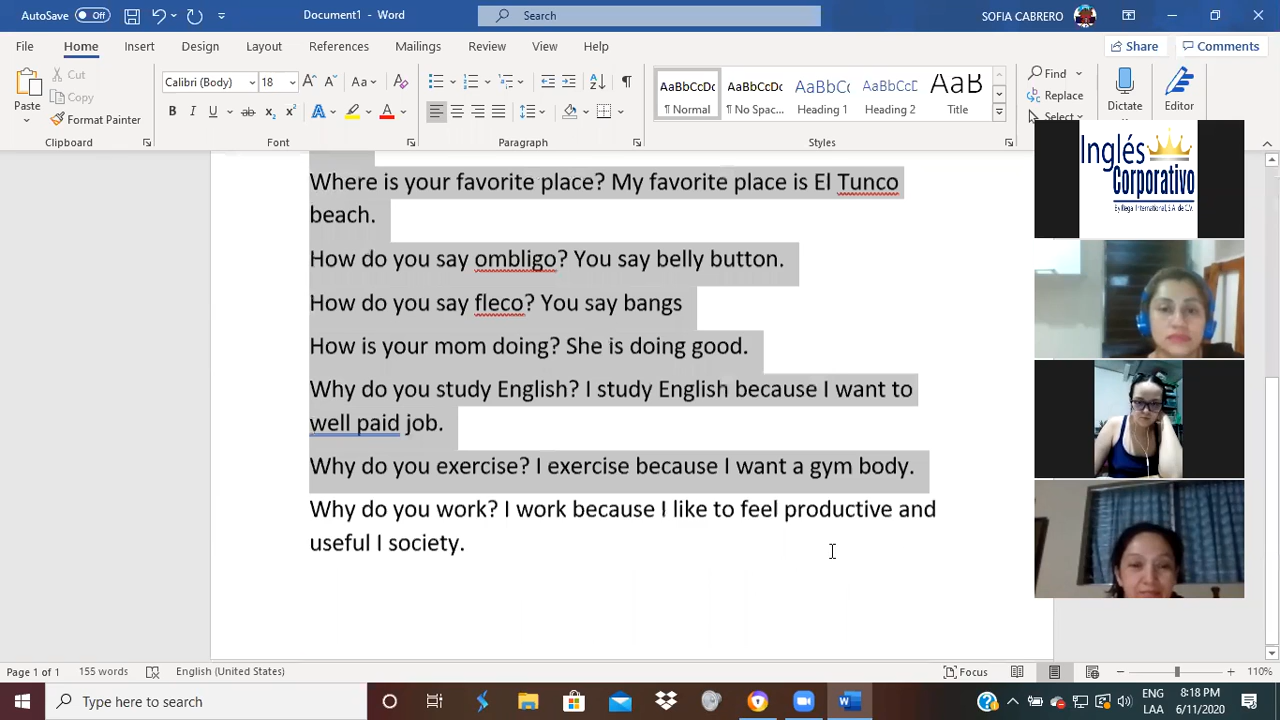 AutoSave Off Document1 - Word Search SOFIA CABRERO
File Home Insert Design Layout References Mailings Review View Help Share Comments
Paste Cut Copy Format Painter
Calibri (Body) 18
AaBbCcDc AaBbCcDc AaBbCc AaBbCcD AaB
¶ Normal ¶ No Spac... Heading 1 Heading 2 Title
Find Replace Select
Dictate Editor
Clipboard Font Paragraph Styles
Where is your favorite place? My favorite place is El Tunco
beach.
How do you say ombligo? You say belly button.
How do you say fleco? You say bangs
How is your mom doing? She is doing good.
Why do you study English? I study English because I want to
well paid job.
Why do you exercise? I exercise because I want a gym body.
Why do you work? I work because I like to feel productive and
useful I society.
Inglés
Corporativo
Page 1 of 1 155 words English (United States) Focus 110%
Type here to search
ENG 8:18 PM
LAA 6/11/2020